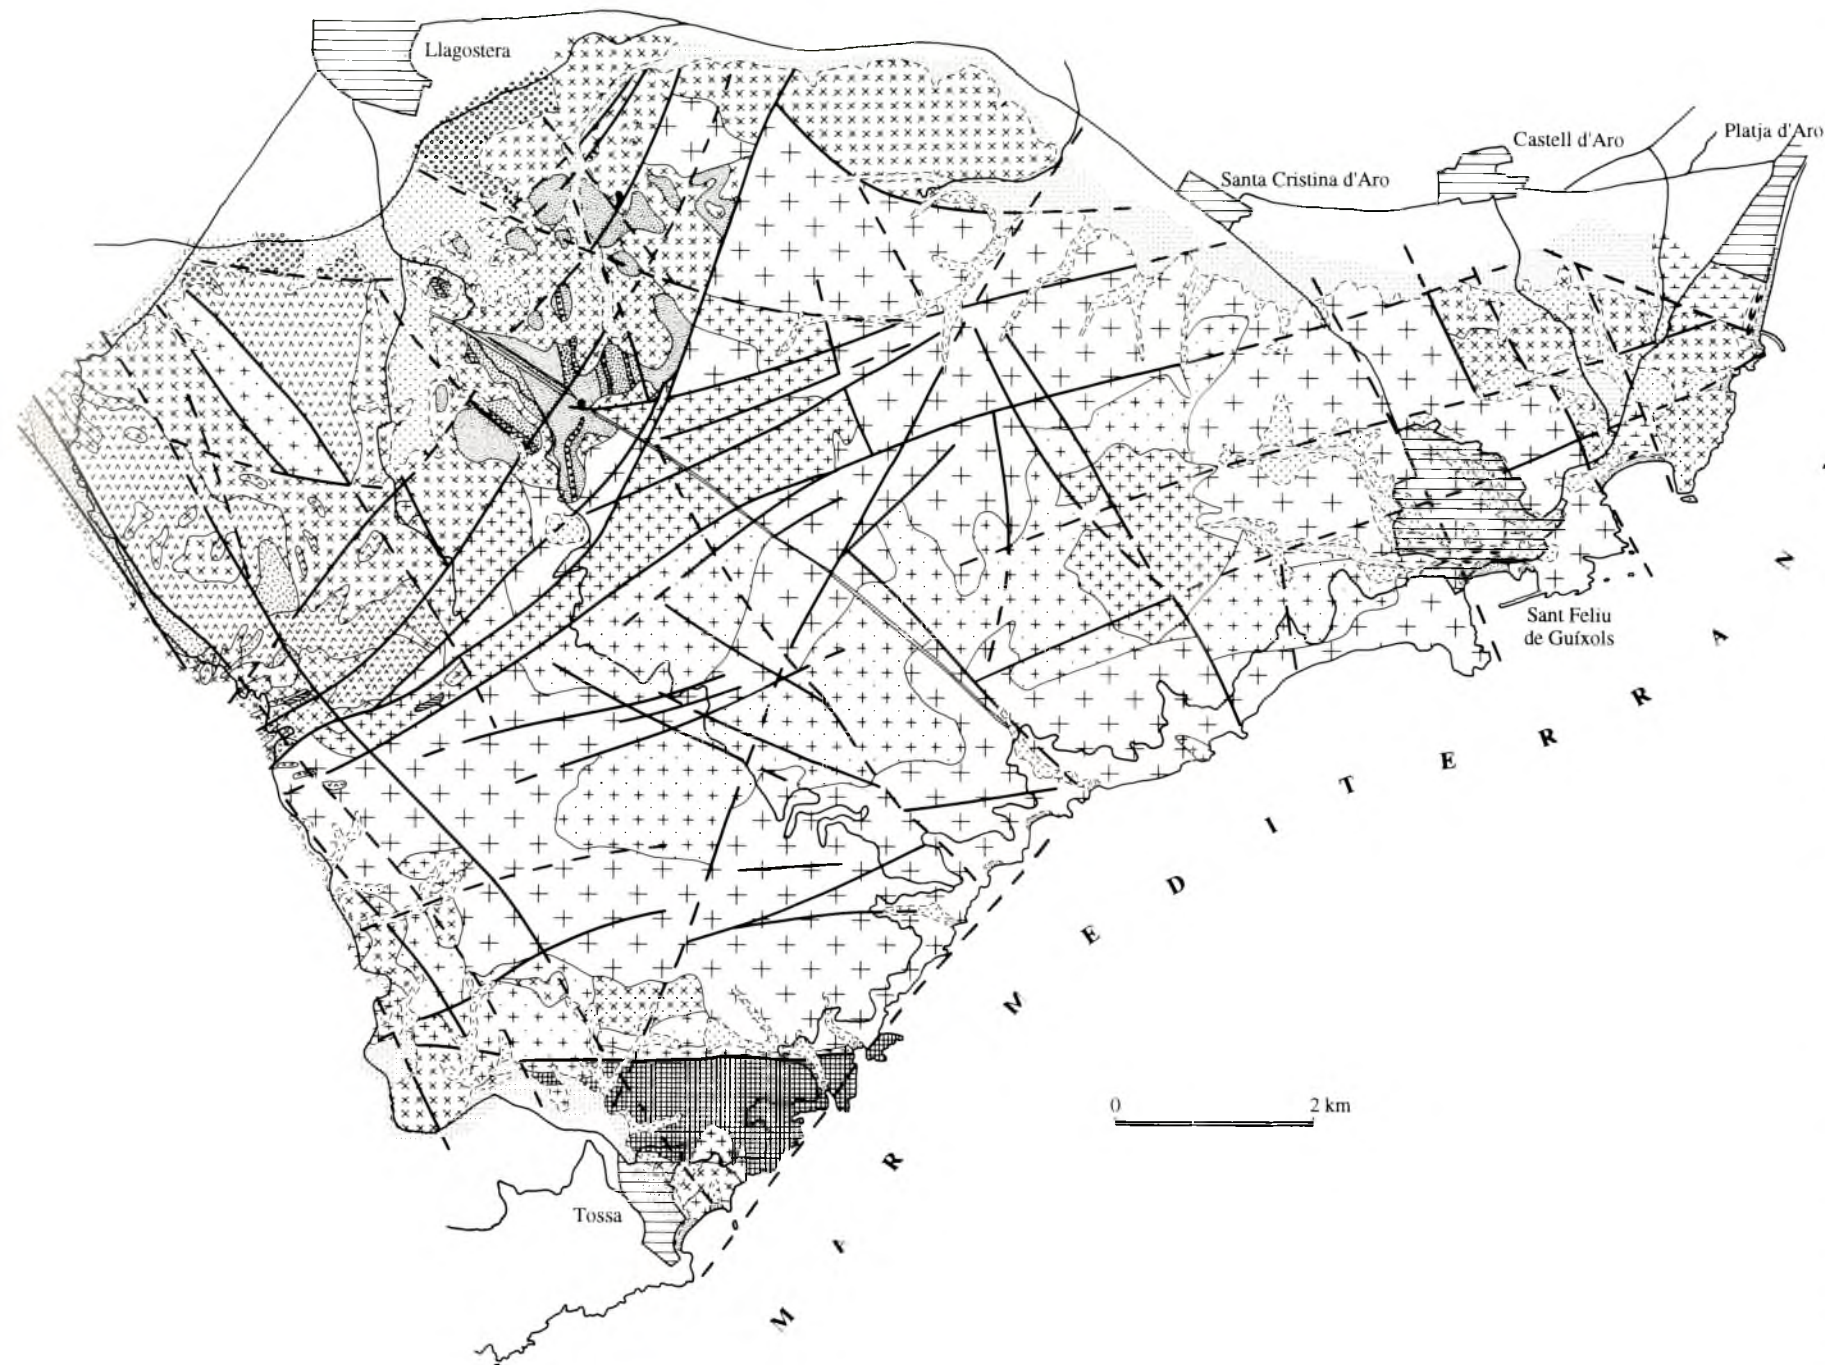 Llagostera
Platja d'Aro
Castell d'Aro
Santa Cristina d'Aro
Sant Feliu
de Guíxols
0 2 km
Tossa
M A R
M E D I T E R R A N